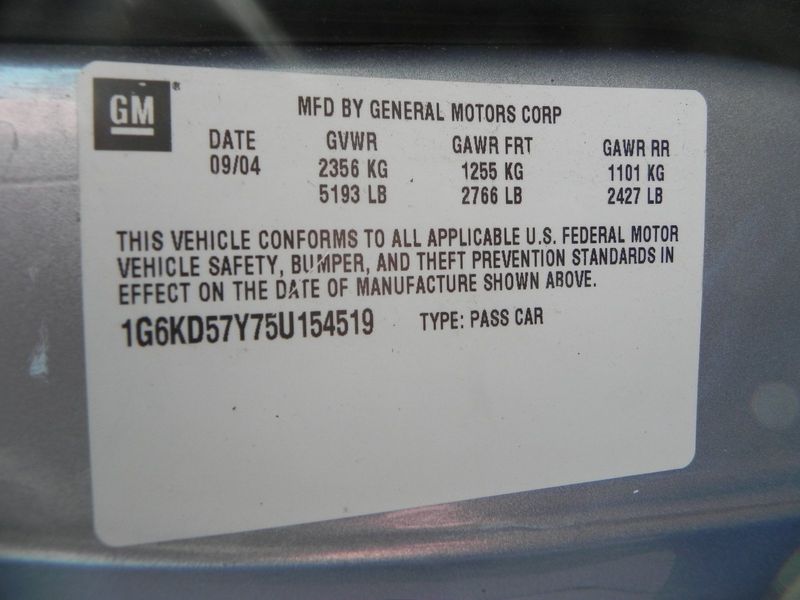 GM®
MFD BY GENERAL MOTORS CORP
DATE GVWR GAWR FRT GAWR RR
09/04 2356 KG 1255 KG 1101 KG
5193 LB 2766 LB 2427 LB
THIS VEHICLE CONFORMS TO ALL APPLICABLE U.S. FEDERAL MOTOR
VEHICLE SAFETY, BUMPER, AND THEFT PREVENTION STANDARDS IN
EFFECT ON THE DATE OF MANUFACTURE SHOWN ABOVE.
1G6KD57Y75U154519 TYPE: PASS CAR